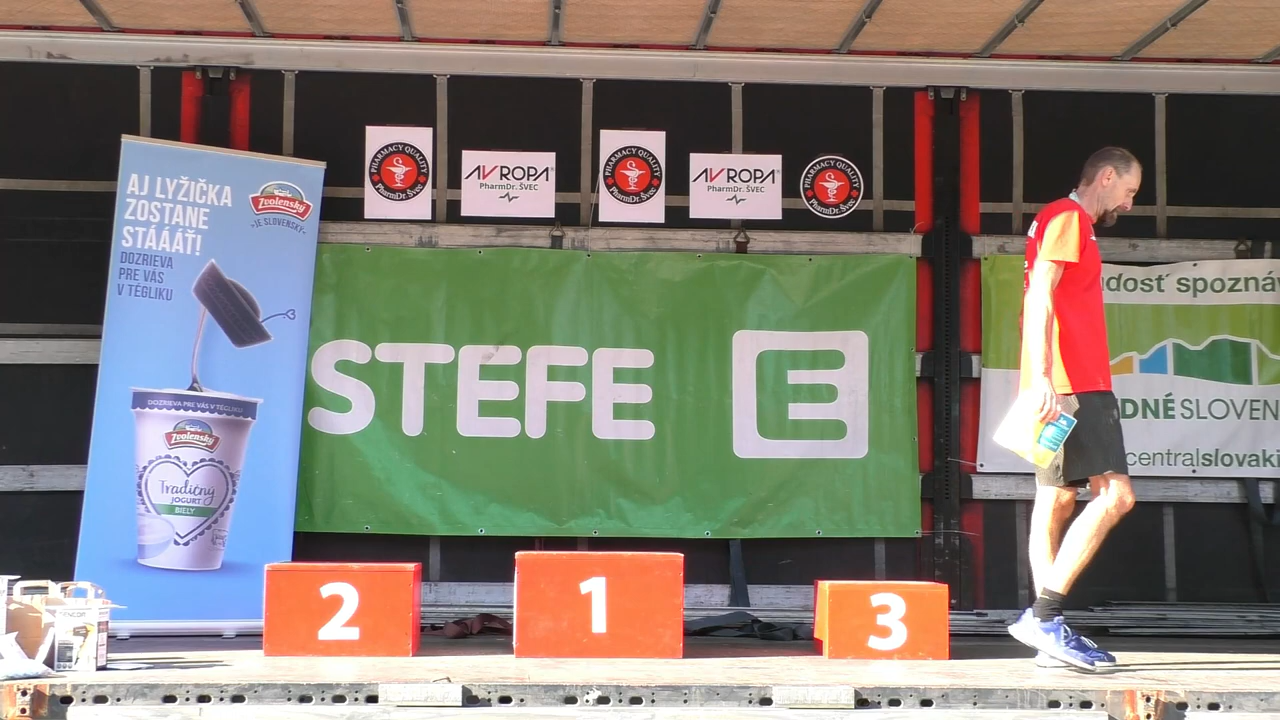 AJ LYŽIČKA
ZOSTANE
STÁÁÁŤ!
DOZRIEVA
PRE VÁS
V TÉGLIKU
Zvolenský
JE SLOVENSKÝ
DOZRIEVA PRE VÁS V TÉGLIKU
Zvolenský
Tradičný
JOGURT
BIELY
PHARMACY QUALITY
PharmDr. Švec
AVROPA
PharmDr. ŠVEC
PHARMACY QUALITY
PharmDr. Švec
AVROPA
PharmDr. ŠVEC
PHARMACY QUALITY
PharmDr. Švec
STEFE E
dosť spoznáv
DNÉ SLOVEN
centralslovaki
2
1
3